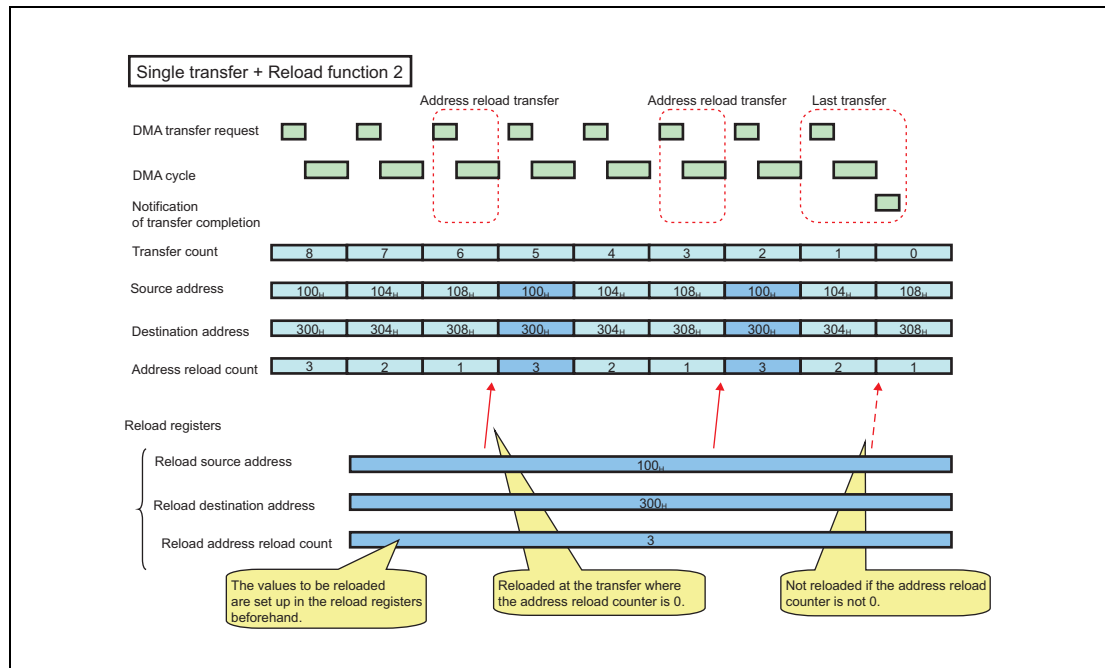 Single transfer + Reload function 2
Address reload transfer
Address reload transfer
Last transfer
DMA transfer request
DMA cycle
Notification
of transfer completion
Transfer count
8 7 6 5 4 3 2 1 0
Source address
100H 104H 108H 100H 104H 108H 100H 104H 108H
Destination address
300H 304H 308H 300H 304H 308H 300H 304H 308H
Address reload count
3 2 1 3 2 1 3 2 1
Reload registers
Reload source address
100H
Reload destination address
300H
Reload address reload count
3
The values to be reloaded
are set up in the reload registers
beforehand.
Reloaded at the transfer where
the address reload counter is 0.
Not reloaded if the address reload
counter is not 0.